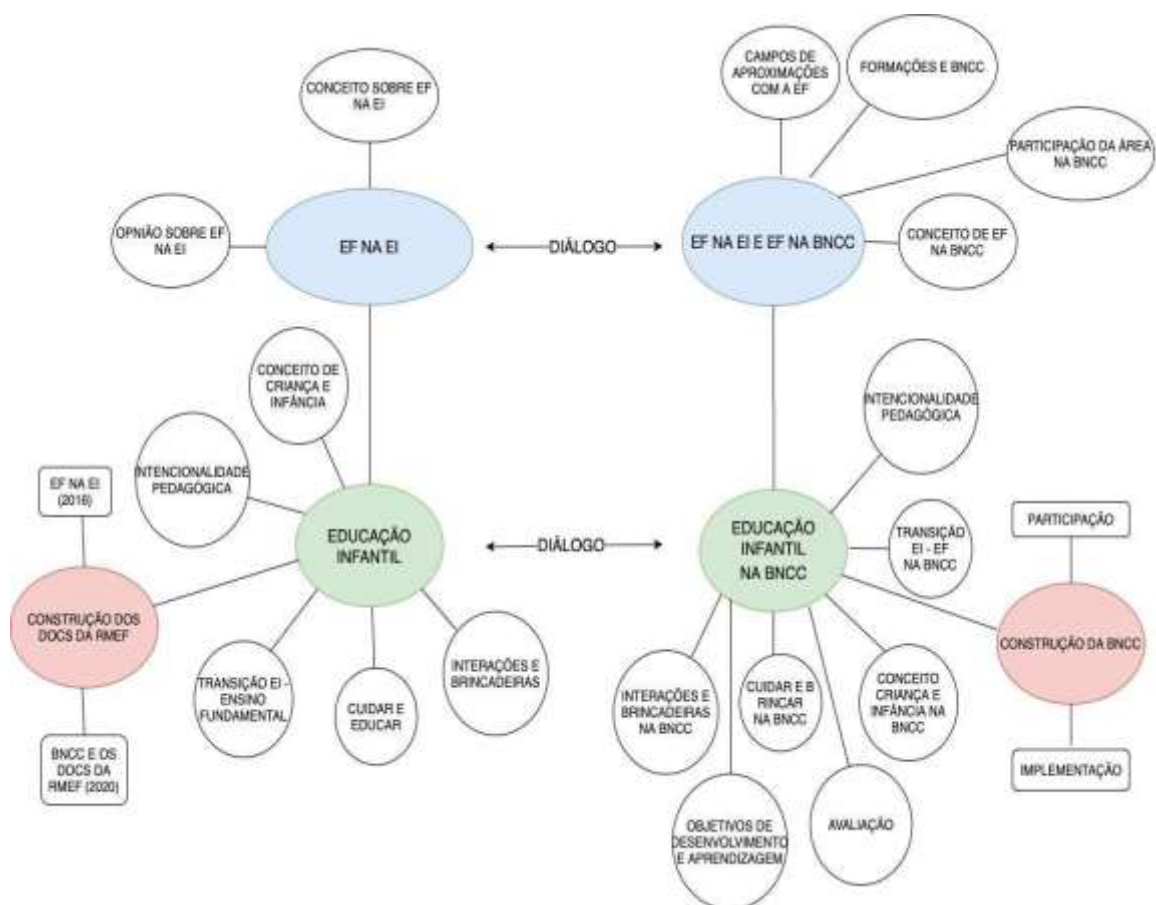 CAMPOS DE
APROXIMAÇÕES
COM A EF
FORMAÇÕES E BNCC
CONCEITO SOBRE EF
NA EI
PARTICIPAÇÃO DA ÁREA
NA BNCC
OPNIÃO SOBRE EF
NA EI
EF NA EI
DIÁLOGO
EF NA EI E EF NA BNCC
CONCEITO DE EF
NA BNCC
CONCEITO DE
CRIANÇA E
INFÂNCIA
INTENCIONALIDADE
PEDAGÓGICA
INTENCIONALIDADE
PEDAGÓGICA
EF NA EI
(2016)
EDUCAÇÃO
INFANTIL
DIÁLOGO
EDUCAÇÃO
INFANTIL
NA BNCC
TRANSIÇÃO
EI - EF
NA BNCC
PARTICIPAÇÃO
CONSTRUÇÃO DOS
DOCS DA RMEF
CONSTRUÇÃO DA BNCC
TRANSIÇÃO EI -
ENSINO
FUNDAMENTAL
CUIDAR E
EDUCAR
INTERAÇÕES E
BRINCADEIRAS
INTERAÇÕES E
BRINCADEIRAS
NA BNCC
CUIDAR E B
RINCAR
NA BNCC
CONCEITO
CRIANÇA E
INFÂNCIA NA
BNCC
BNCC E OS
DOCS DA
RMEF (2020)
IMPLEMENTAÇÃO
OBJETIVOS DE
DESENVOLVIMENTO
E APRENDIZAGEM
AVALIAÇÃO